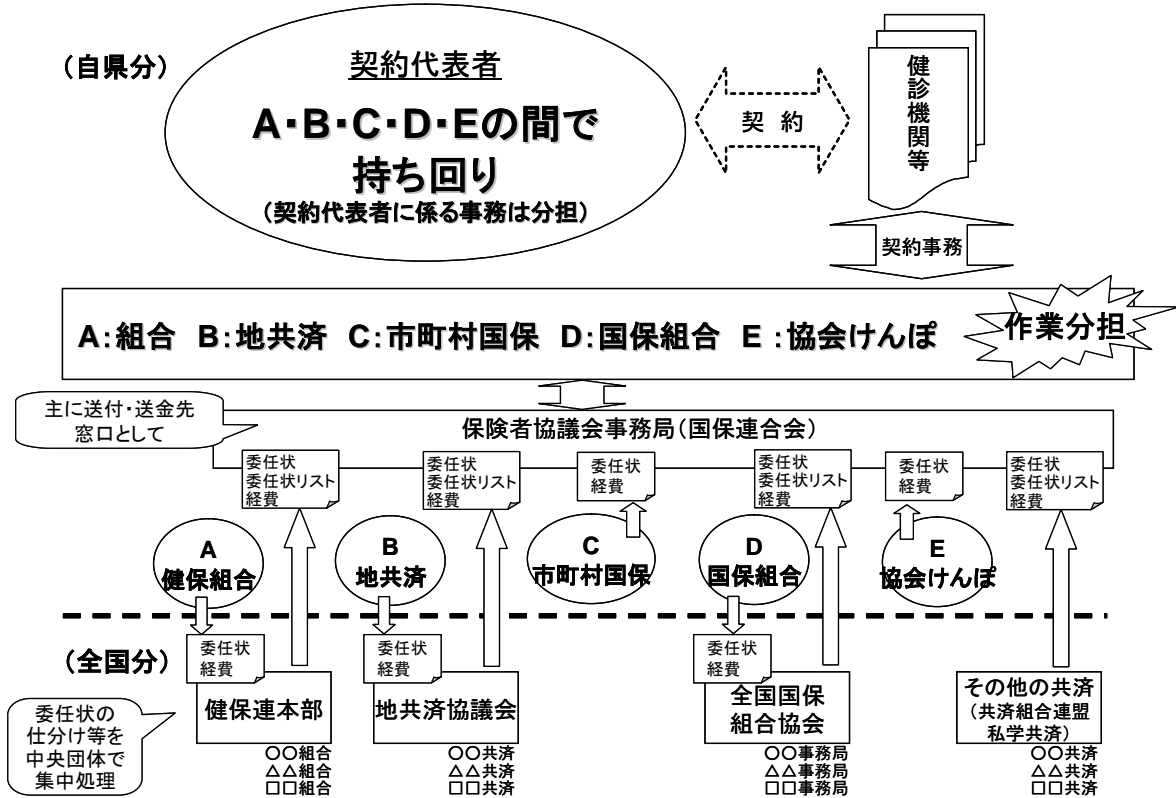 （自県分）
契約代表者
A・B・C・D・Eの間で
持ち回り
（契約代表者に係る事務は分担）
契 約
健診機関等
契約事務
A:組合 B:地共済 C:市町村国保 D:国保組合 E:協会けんぽ
作業分担
主に送付・送金先
窓口として
保険者協議会事務局（国保連合会）
委任状
委任状リスト
経費
委任状
委任状リスト
経費
委任状
経費
委任状
委任状リスト
経費
委任状
経費
委任状
委任状リスト
経費
A
健保組合
B
地共済
C
市町村国保
D
国保組合
E
協会けんぽ
（全国分）
委任状
経費
委任状
経費
委任状
経費
委任状の
仕分け等を
中央団体で
集中処理
健保連本部
地共済協議会
全国国保
組合協会
その他の共済
（共済組合連盟
私学共済）
○○組合
△△組合
□□組合
○○共済
△△共済
□□共済
○○事務局
△△事務局
□□事務局
○○共済
△△共済
□□共済